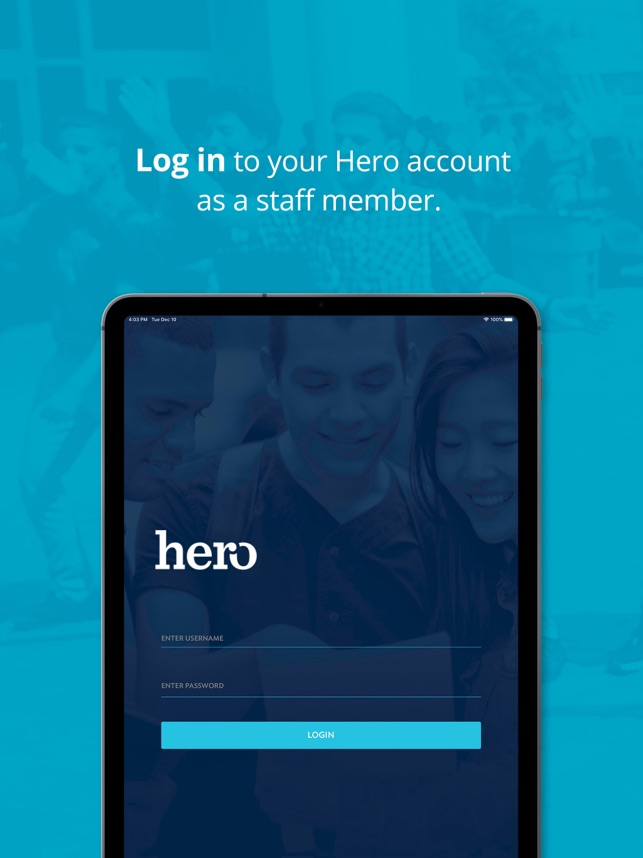 Log in to your Hero account
as a staff member.
4:03 PM Tue Dec 10
100%
hero
ENTER USERNAME
ENTER PASSWORD
LOGIN